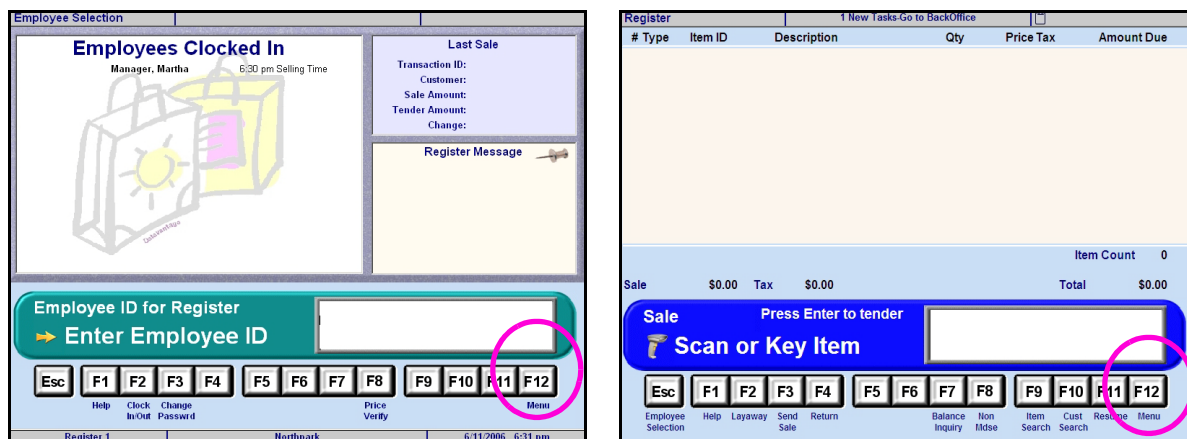 Employee Selection
Employees Clocked In
Manager, Martha 6:30 pm Selling Time
Datavantage
Last Sale
Transaction ID:
Customer:
Sale Amount:
Tender Amount:
Change:
Register Message
Employee ID for Register
Enter Employee ID
Esc F1 F2 F3 F4 F5 F6 F7 F8 F9 F10 F11 F12
Help Clock Change Price Menu
In/Out Passwrd Verify
Register 1 Northpark 6/11/2006 6:31 pm
Register 1 New Tasks-Go to BackOffice
# Type Item ID Description Qty Price Tax Amount Due
Item Count 0
Sale $0.00 Tax $0.00 Total $0.00
Sale Press Enter to tender
Scan or Key Item
Esc F1 F2 F3 F4 F5 F6 F7 F8 F9 F10 F11 F12
Employee Help Layaway Send Return Balance Non Item Cust Resume Menu
Selection Sale Inquiry Mdse Search Search